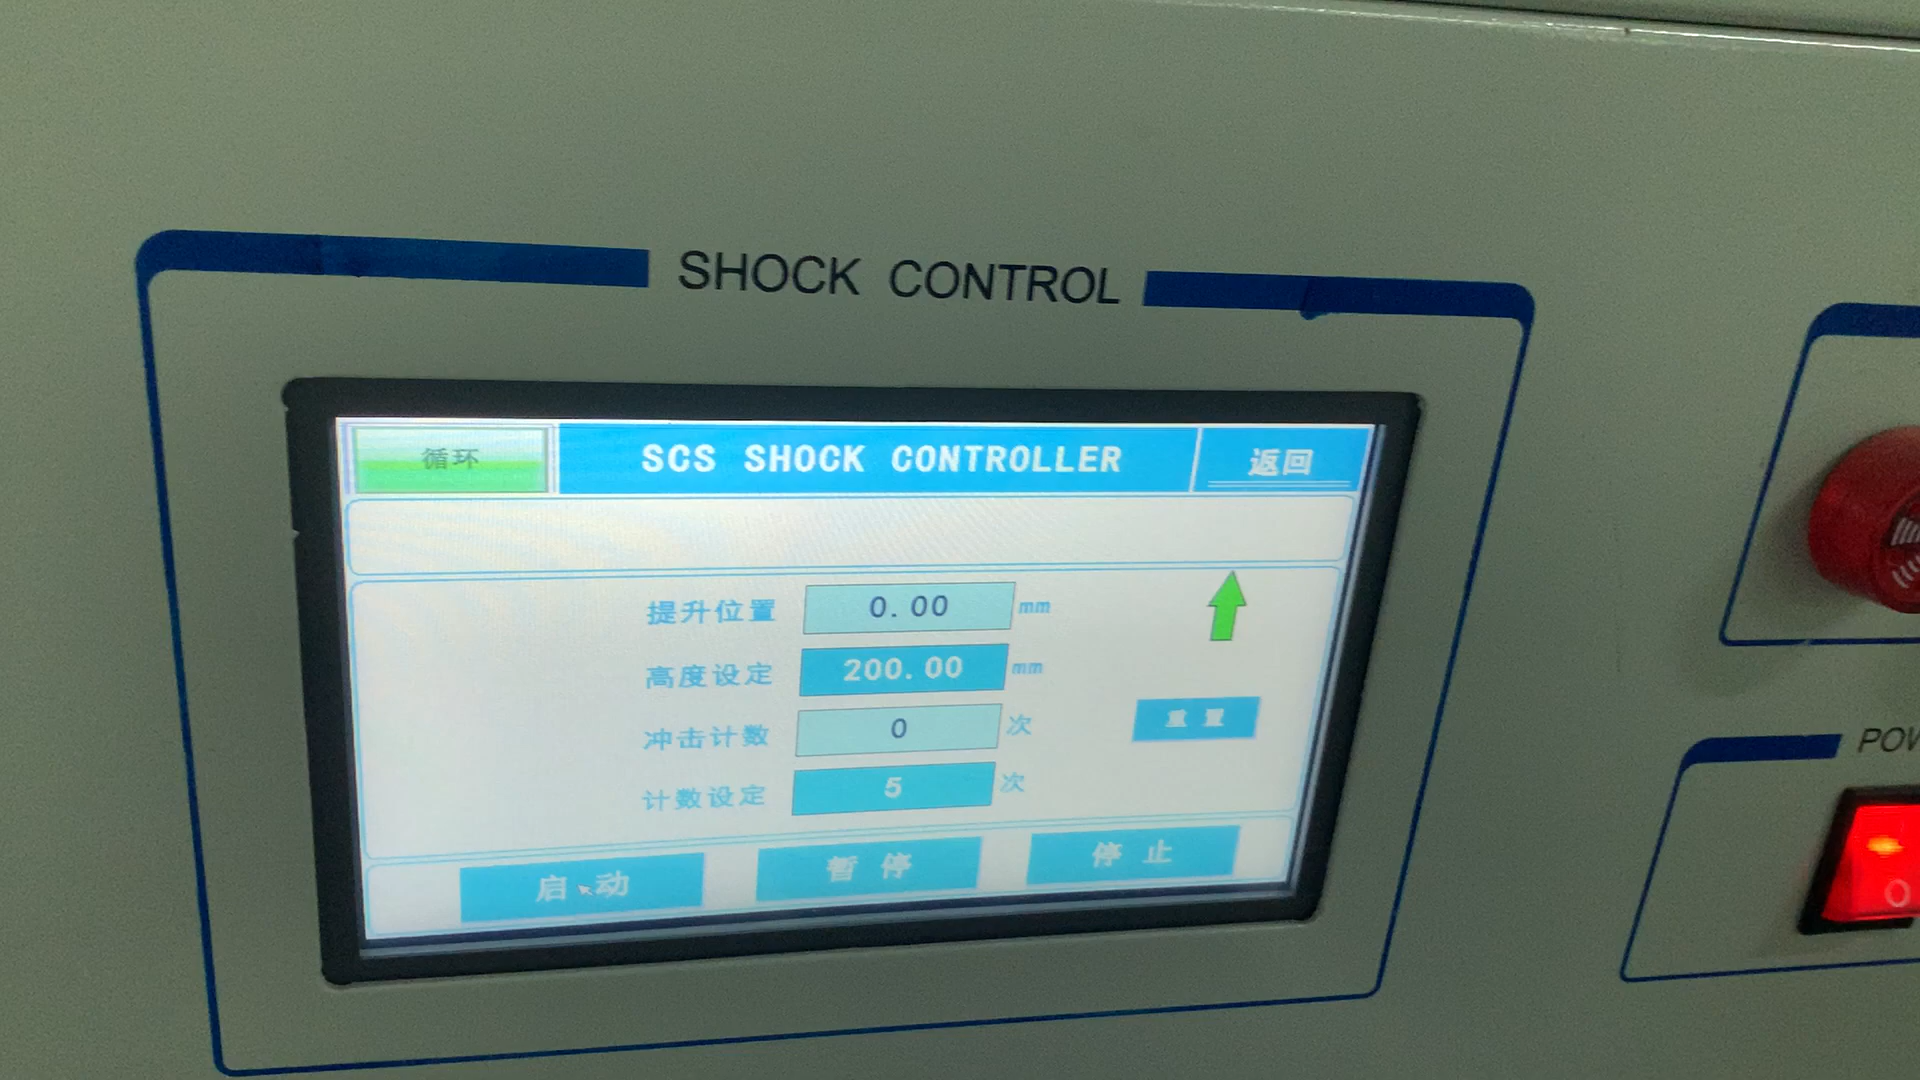 SHOCK CONTROL
循环
SCS SHOCK CONTROLLER
返回
提升位置 0.00 mm
高度设定 200.00 mm
冲击计数 0 次
重置
计数设定 5 次
启动
暂停
停止